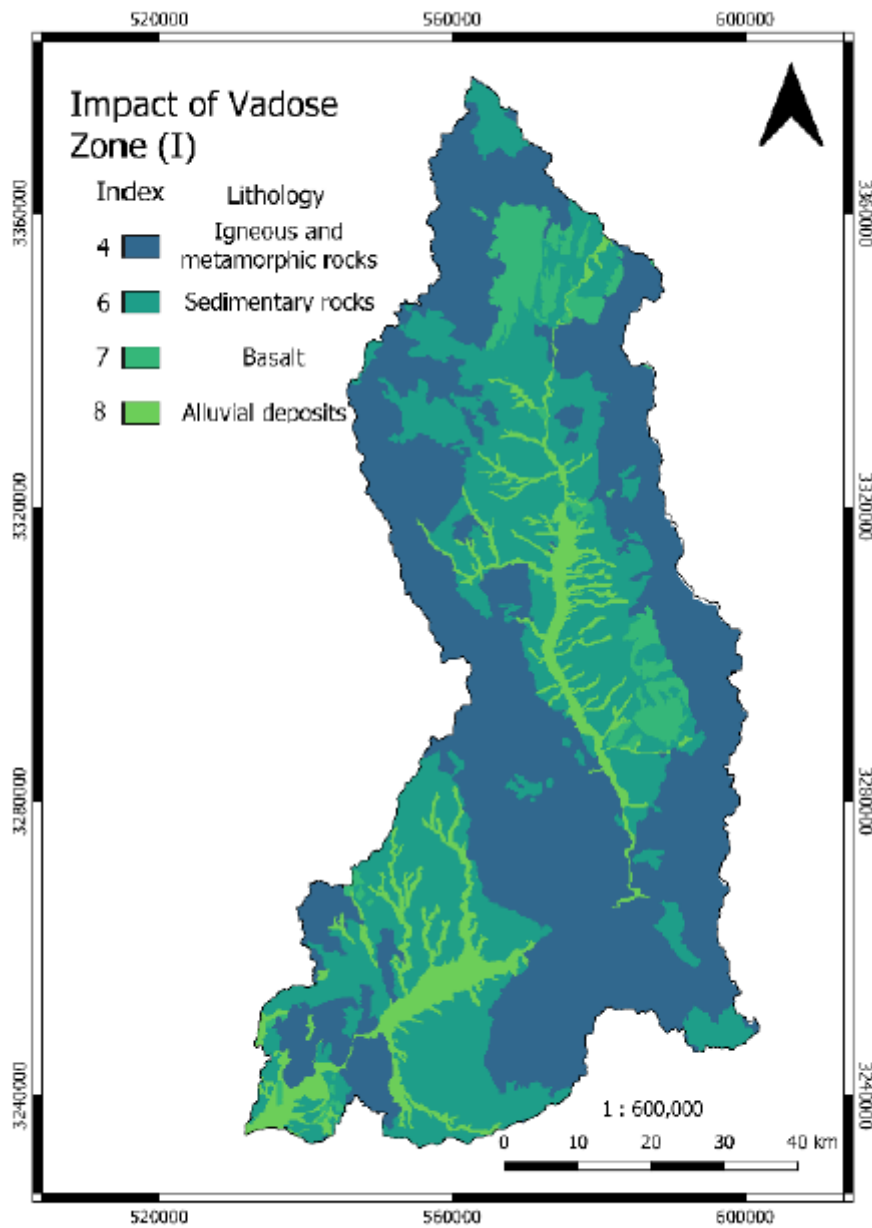 520000 560000 600000
Impact of Vadose
Zone (I)
Index Lithology
4 Igneous and
metamorphic rocks
6 Sedimentary rocks
7 Basalt
8 Alluvial deposits
3360000 3360000
3320000 3320000
3280000 3280000
3240000 3240000
1 : 600,000
0 10 20 30 40 km
520000 560000 600000